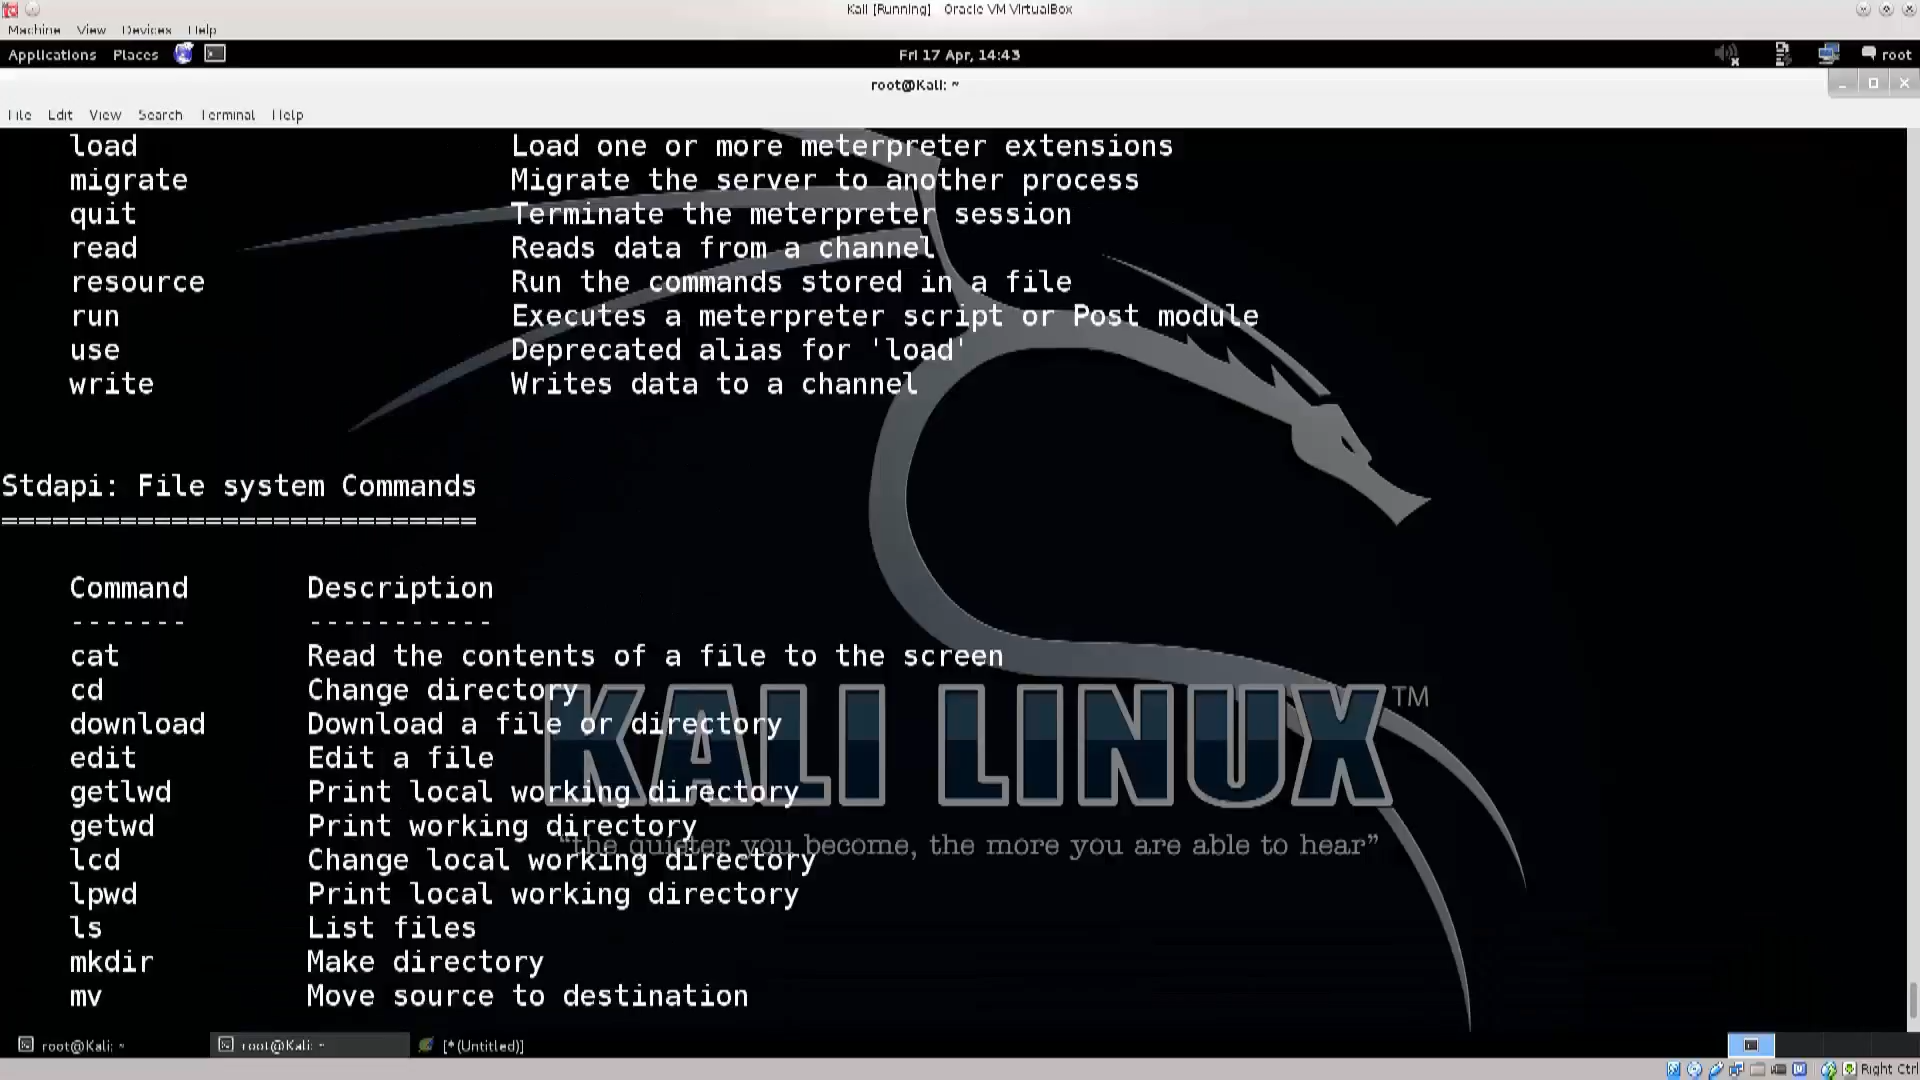 Kali [Running] - Oracle VM VirtualBox
Machine View Devices Help
Applications Places Fri 17 Apr, 14:43 root
root@Kali: ~
File Edit View Search Terminal Help
load Load one or more meterpreter extensions
migrate Migrate the server to another process
quit Terminate the meterpreter session
read Reads data from a channel
resource Run the commands stored in a file
run Executes a meterpreter script or Post module
use Deprecated alias for 'load'
write Writes data to a channel
Stdapi: File system Commands
============================
Command Description
------- -----------
cat Read the contents of a file to the screen
cd Change directory
download Download a file or directory
edit Edit a file
getlwd Print local working directory
getwd Print working directory
lcd Change local working directory
lpwd Print local working directory
ls List files
mkdir Make directory
mv Move source to destination
KALI LINUX™
“the quieter you become, the more you are able to hear”
root@Kali: ~ root@Kali: ~ [*(Untitled)]
Right Ctrl